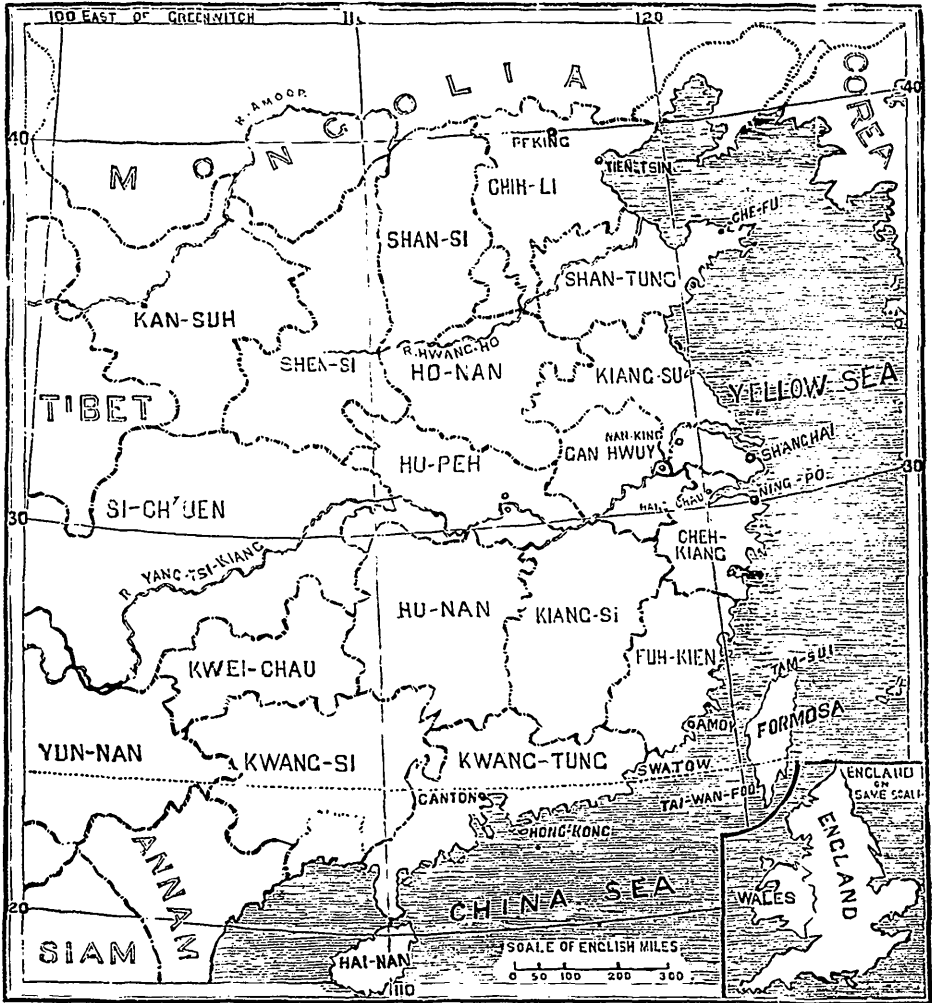 100 EAST OF GREENWITCH
120
MONGOLIA
R. AMOOR.
COREA
40
40
PEKING
TIEN-TSIN
CHIH-LI
CHE-FU
SHAN-SI
SHAN-TUNG
KAN-SUH
SHEN-SI
R. HWANG-HO
HO-NAN
KIANG-SU
YELLOW SEA
TIBET
NAN-KING
GAN HWUY
SHANGHAI
HU-PEH
30
NING-PO
SI-CH'UEN
30
CHEH-
KIANG
R. YANG-TSI-KIANG
HU-NAN
KIANG-SI
FUH-KIEN
KWEI-CHAU
TAM-SUI
AMOY
FORMOSA
YUN-NAN
KWANG-SI
KWANG-TUNG
SWATOW
TAI-WAN-FOO
ENGLAND
ON
SAME SCALE
CANTON
HONG-KONG
ANNAM
ENGLAND
WALES
20
CHINA SEA
SIAM
HAI-NAN
SCALE OF ENGLISH MILES
0 50 100 200 300
110